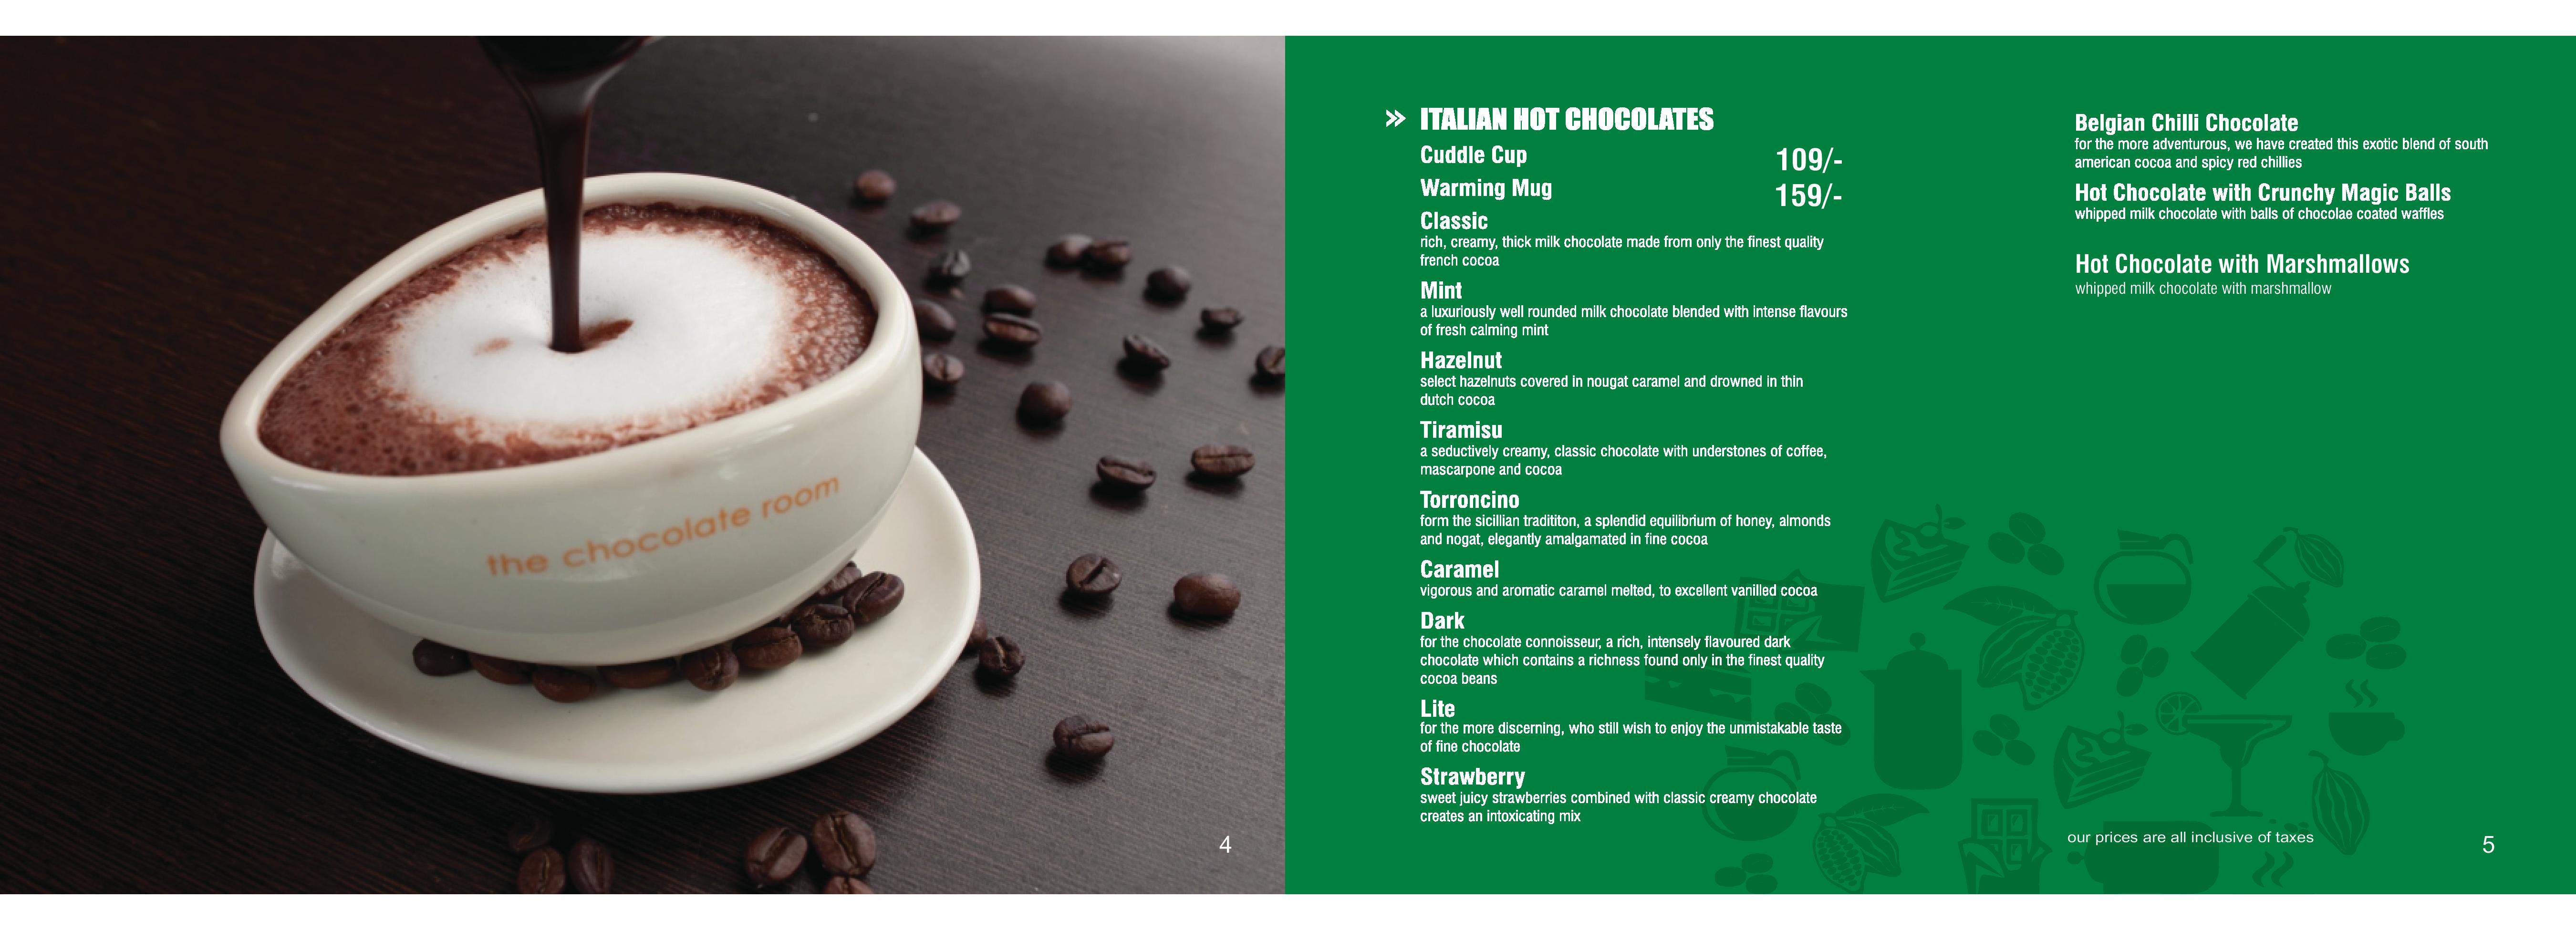 the chocolate room
4
» ITALIAN HOT CHOCOLATES
Cuddle Cup 109/-
Warming Mug 159/-
Classic
rich, creamy, thick milk chocolate made from only the finest quality
french cocoa
Mint
a luxuriously well rounded milk chocolate blended with intense flavours
of fresh calming mint
Hazelnut
select hazelnuts covered in nougat caramel and drowned in thin
dutch cocoa
Tiramisu
a seductively creamy, classic chocolate with understones of coffee,
mascarpone and cocoa
Torroncino
form the sicillian tradititon, a splendid equilibrium of honey, almonds
and nogat, elegantly amalgamated in fine cocoa
Caramel
vigorous and aromatic caramel melted, to excellent vanilled cocoa
Dark
for the chocolate connoisseur, a rich, intensely flavoured dark
chocolate which contains a richness found only in the finest quality
cocoa beans
Lite
for the more discerning, who still wish to enjoy the unmistakable taste
of fine chocolate
Strawberry
sweet juicy strawberries combined with classic creamy chocolate
creates an intoxicating mix
Belgian Chilli Chocolate
for the more adventurous, we have created this exotic blend of south
american cocoa and spicy red chillies
Hot Chocolate with Crunchy Magic Balls
whipped milk chocolate with balls of chocolae coated waffles
Hot Chocolate with Marshmallows
whipped milk chocolate with marshmallow
our prices are all inclusive of taxes
5